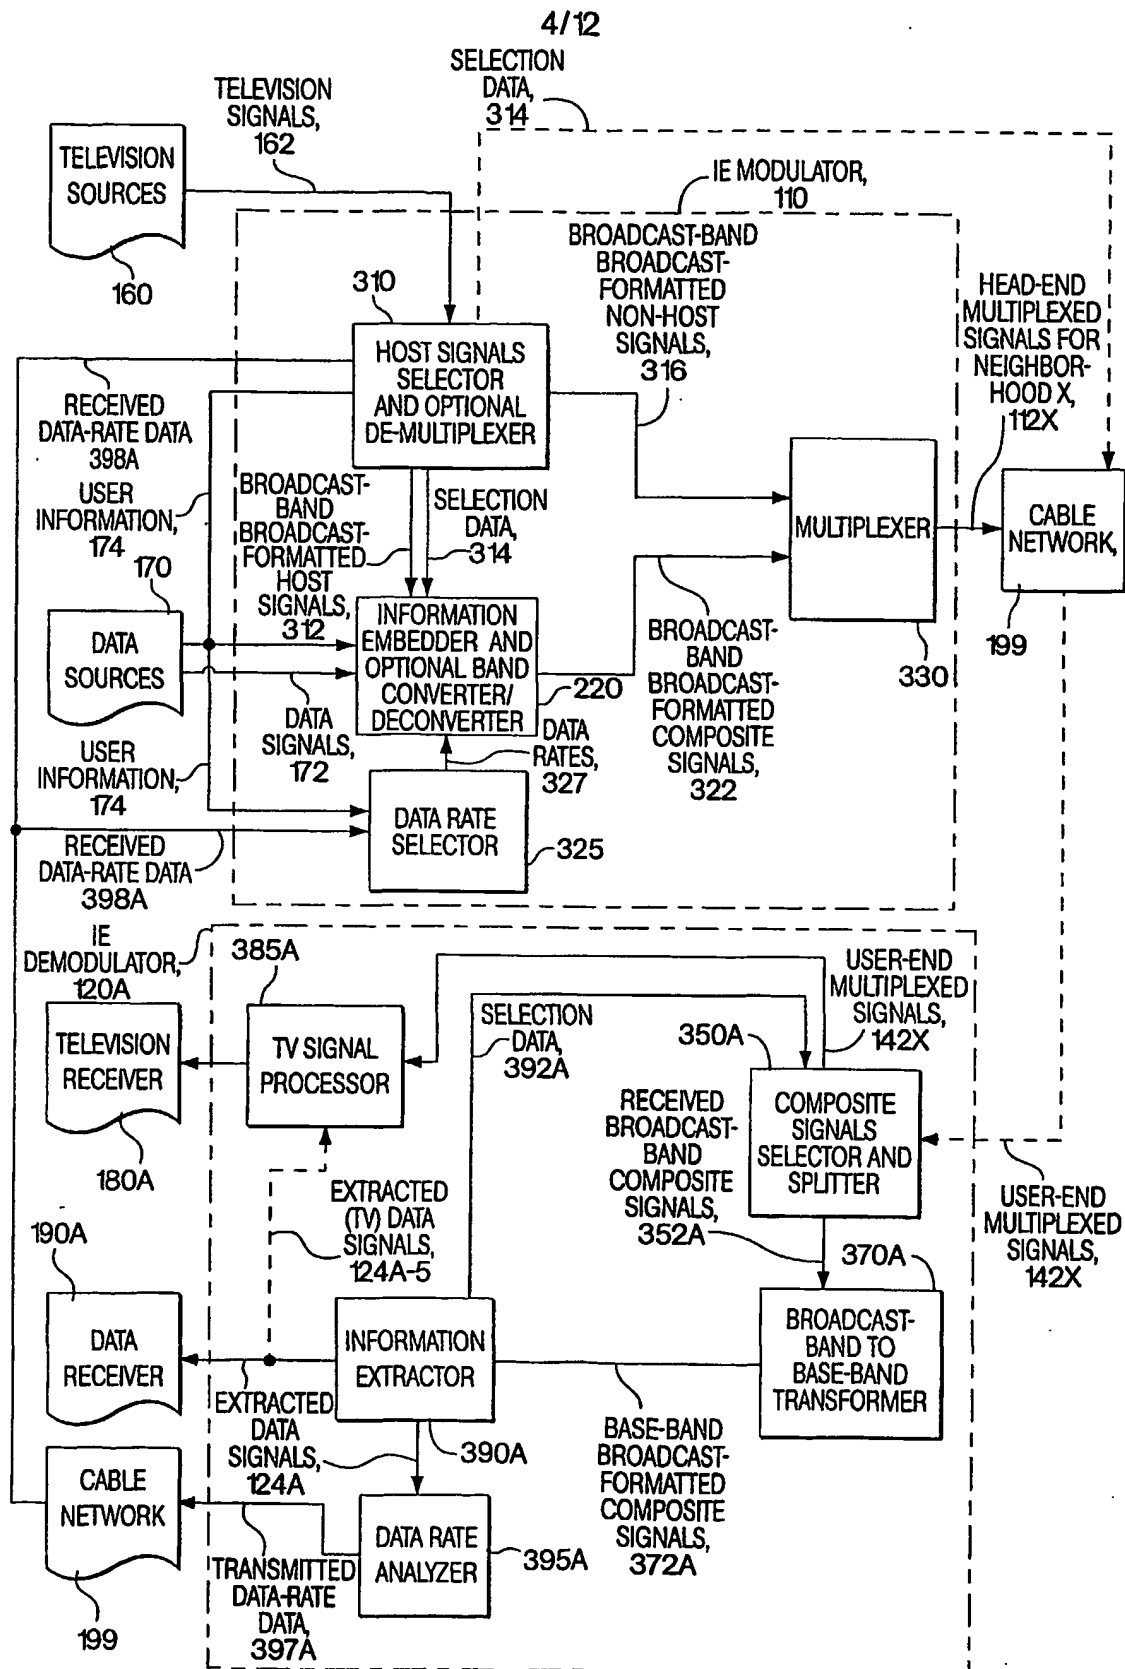 4/12
SELECTION
DATA,
314
TELEVISION
SIGNALS,
162
TELEVISION
SOURCES
160
IE MODULATOR,
110
310
HOST SIGNALS
SELECTOR
AND OPTIONAL
DE-MULTIPLEXER
BROADCAST-BAND
BROADCAST-
FORMATTED
NON-HOST
SIGNALS,
316
HEAD-END
MULTIPLEXED
SIGNALS FOR
NEIGHBOR-
HOOD X,
112X
RECEIVED
DATA-RATE DATA
398A
USER
INFORMATION,
174
BROADCAST-
BAND
BROADCAST-
FORMATTED
HOST
SIGNALS,
312
SELECTION
DATA,
314
MULTIPLEXER
330
CABLE
NETWORK,
199
170
DATA
SOURCES
INFORMATION
EMBEDDER AND
OPTIONAL BAND
CONVERTER/
DECONVERTER
220
BROADCAST-
BAND
BROADCAST-
FORMATTED
COMPOSITE
SIGNALS,
322
DATA
SIGNALS,
172
DATA
RATES,
327
USER
INFORMATION,
174
DATA RATE
SELECTOR
325
RECEIVED
DATA-RATE DATA
398A
IE
DEMODULATOR,
120A
385A
TV SIGNAL
PROCESSOR
TELEVISION
RECEIVER
180A
SELECTION
DATA,
392A
USER-END
MULTIPLEXED
SIGNALS,
142X
350A
COMPOSITE
SIGNALS
SELECTOR AND
SPLITTER
RECEIVED
BROADCAST-
BAND
COMPOSITE
SIGNALS,
352A
USER-END
MULTIPLEXED
SIGNALS,
142X
EXTRACTED
(TV) DATA
SIGNALS,
124A-5
190A
DATA
RECEIVER
INFORMATION
EXTRACTOR
390A
370A
BROADCAST-
BAND TO
BASE-BAND
TRANSFORMER
EXTRACTED
DATA
SIGNALS,
124A
BASE-BAND
BROADCAST-
FORMATTED
COMPOSITE
SIGNALS,
372A
CABLE
NETWORK
199
DATA RATE
ANALYZER
395A
TRANSMITTED
DATA-RATE
DATA,
397A